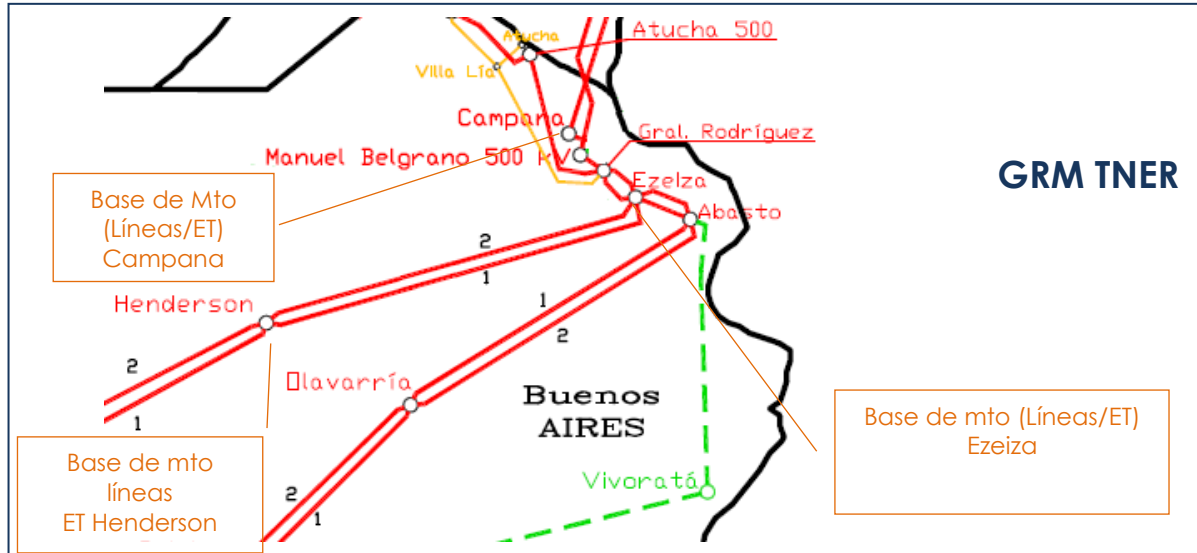 Atucha
Atucha 500
Villa Lía
Campana
Gral. Rodríguez
Manuel Belgrano 500 kV
GRM TNER
Ezelza
Base de Mto
(Líneas/ET)
Campana
Abasto
2
1
Henderson
1
2
2
1
Olavarría
Buenos
AIRES
Base de mto (Líneas/ET)
Ezeiza
Base de mto
líneas
ET Henderson
Vivoratá
2
1